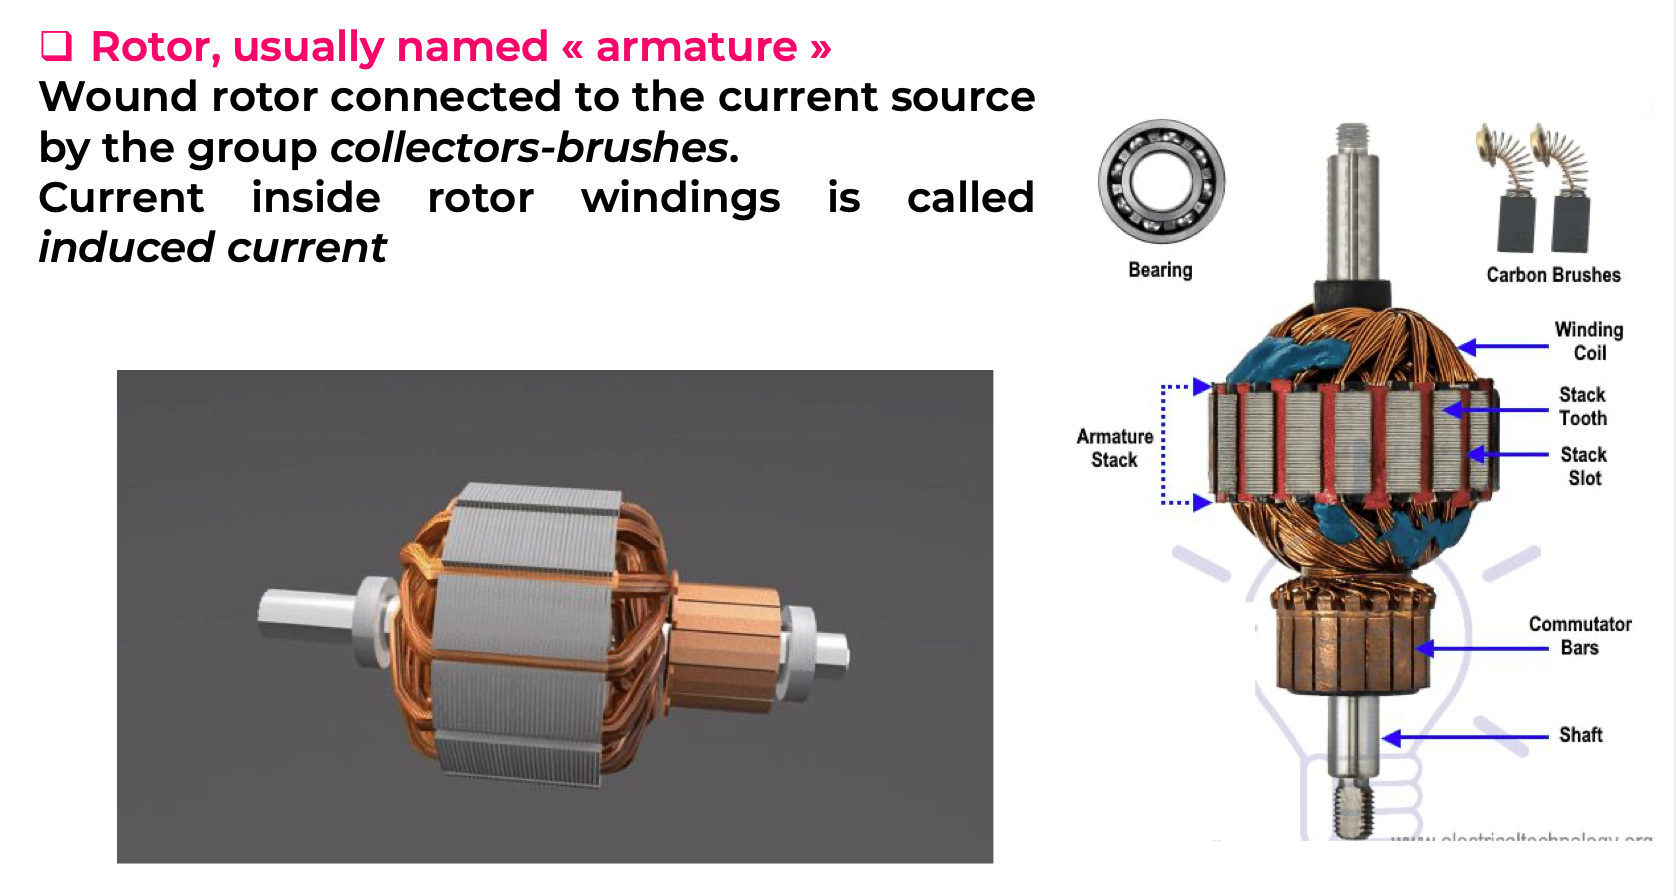 ❑ Rotor, usually named « armature »
Wound rotor connected to the current source
by the group collectors-brushes.
Current inside rotor windings is called
induced current
Bearing
Carbon Brushes
Winding
Coil
Stack
Tooth
Armature
Stack
Stack
Slot
Commutator
Bars
Shaft
www.electricaltechnology.org